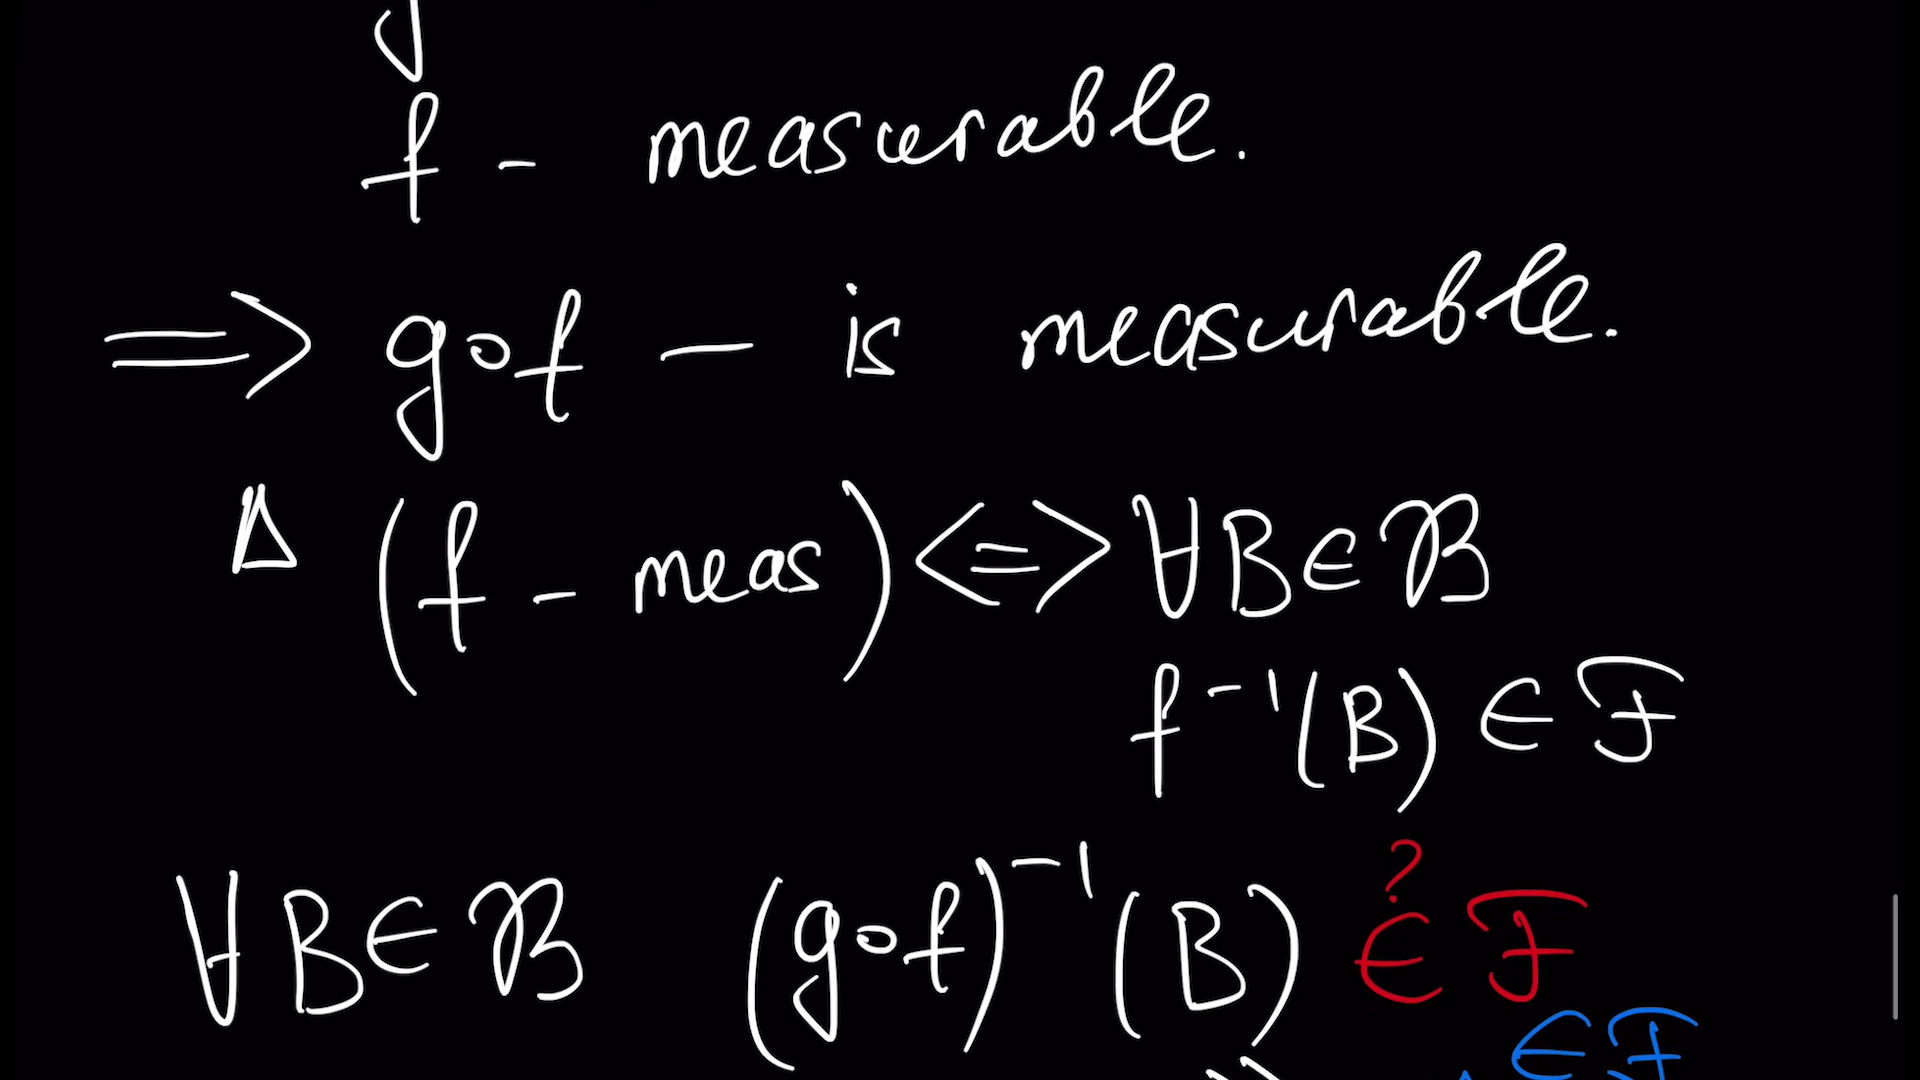 f - measurable.
=> g∘f — is measurable.
Δ (f - meas) <=> ∀B∈𝓑
f⁻¹(B) ∈ 𝓕
∀B∈𝓑 (g∘f)⁻¹(B) ∈ 𝓕
?
∈ 𝓕